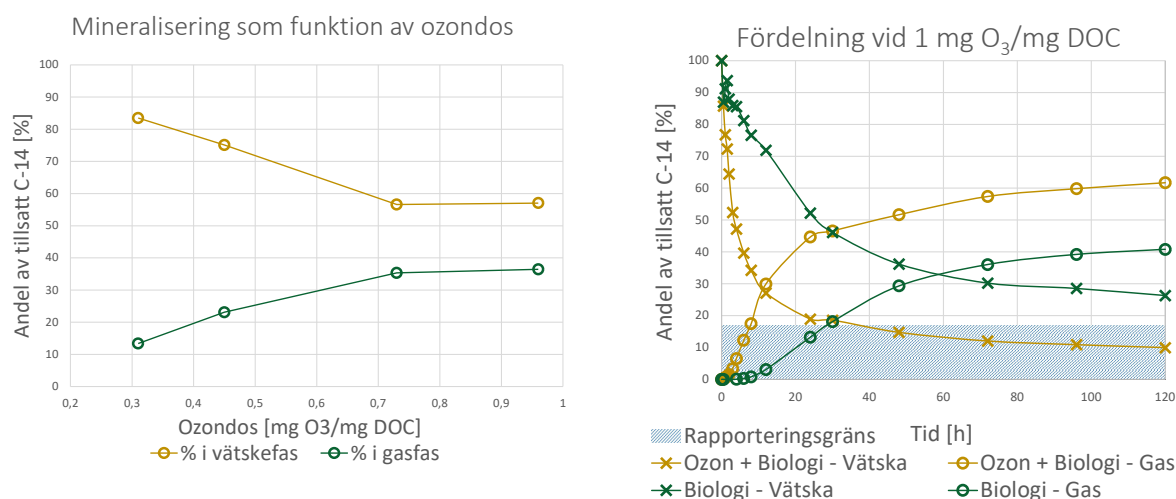 Mineralisering som funktion av ozondos
Andel av tillsatt C-14 [%]
100
90
80
70
60
50
40
30
20
10
0
0,2 0,3 0,4 0,5 0,6 0,7 0,8 0,9 1
Ozondos [mg O3/mg DOC]
% i vätskefas % i gasfas
Fördelning vid 1 mg O₃/mg DOC
Andel av tillsatt C-14 [%]
100
90
80
70
60
50
40
30
20
10
0
0 20 40 60 80 100 120
Rapporteringsgräns Tid [h]
Ozon + Biologi - Vätska Ozon + Biologi - Gas
Biologi - Vätska Biologi - Gas